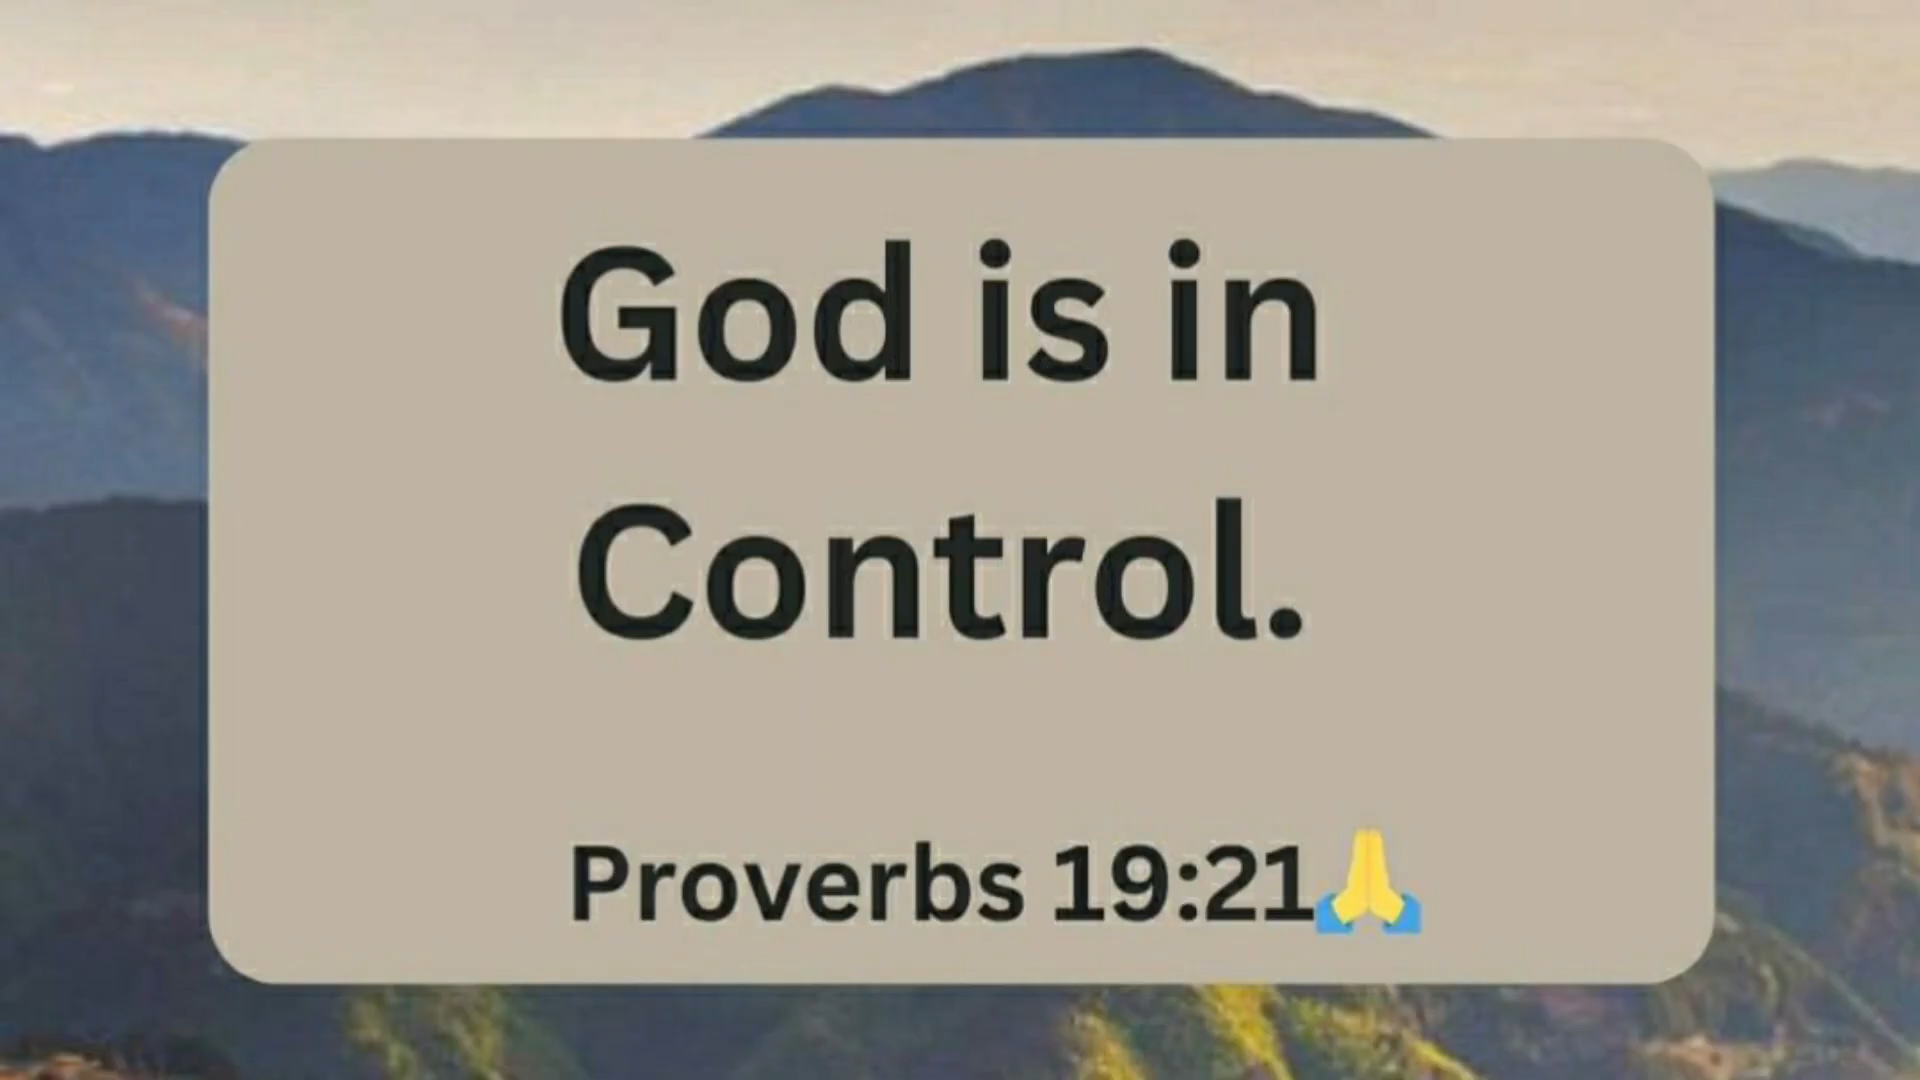 God is in
Control.
Proverbs 19:21🙏